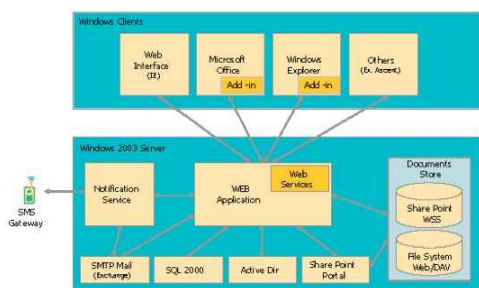 Windows Clients
Web
Interface
(IE)
Microsoft
Office
Add -in
Windows
Explorer
Add -in
Others
(Ex. Ascent)
Windows 2003 Server
Notification
Service
WEB
Application
Web
Services
Documents
Store
Share Point
WSS
File System
Web/DAV
SMS
Gateway
SMTP Mail
(Exchange)
SQL 2000
Active Dir
Share Point
Portal